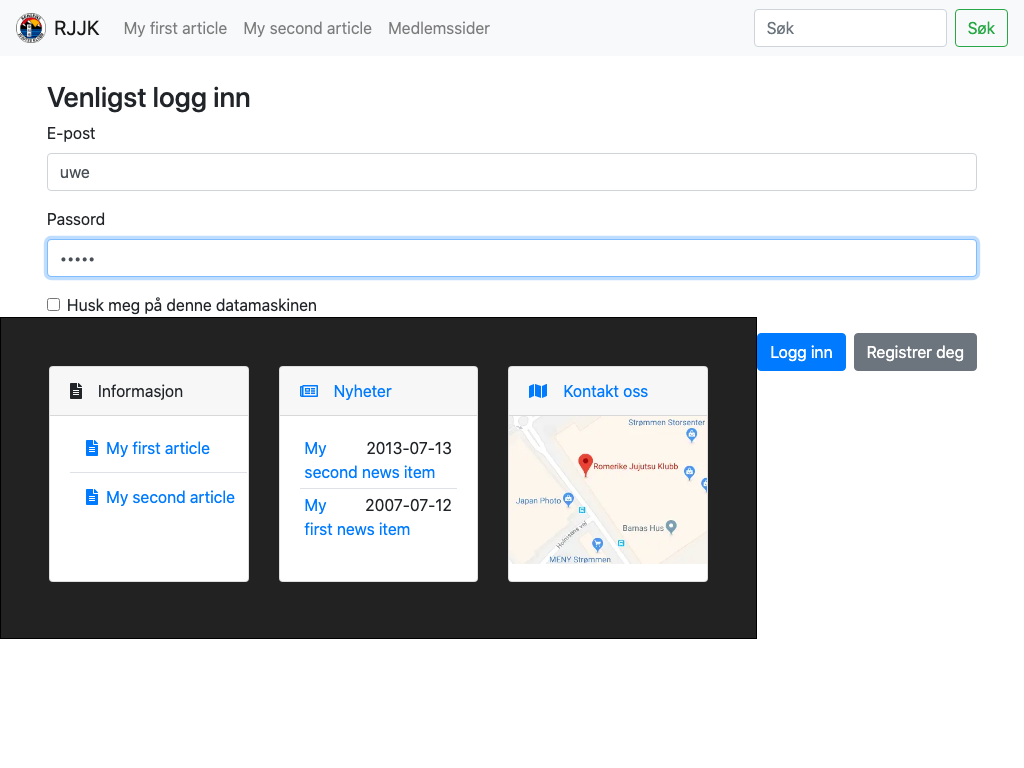 RJJK My first article My second article Medlemssider Søk Søk
Venligst logg inn
E-post
uwe
Passord
•••••
Husk meg på denne datamaskinen
Logg inn Registrer deg
Informasjon
My first article
My second article
Nyheter
My 2013-07-13
second news item
My 2007-07-12
first news item
Kontakt oss
Strømmen Storsenter
Romerike Jujutsu Klubb
Japan Photo
Barnas Hus
MENY Strømmen